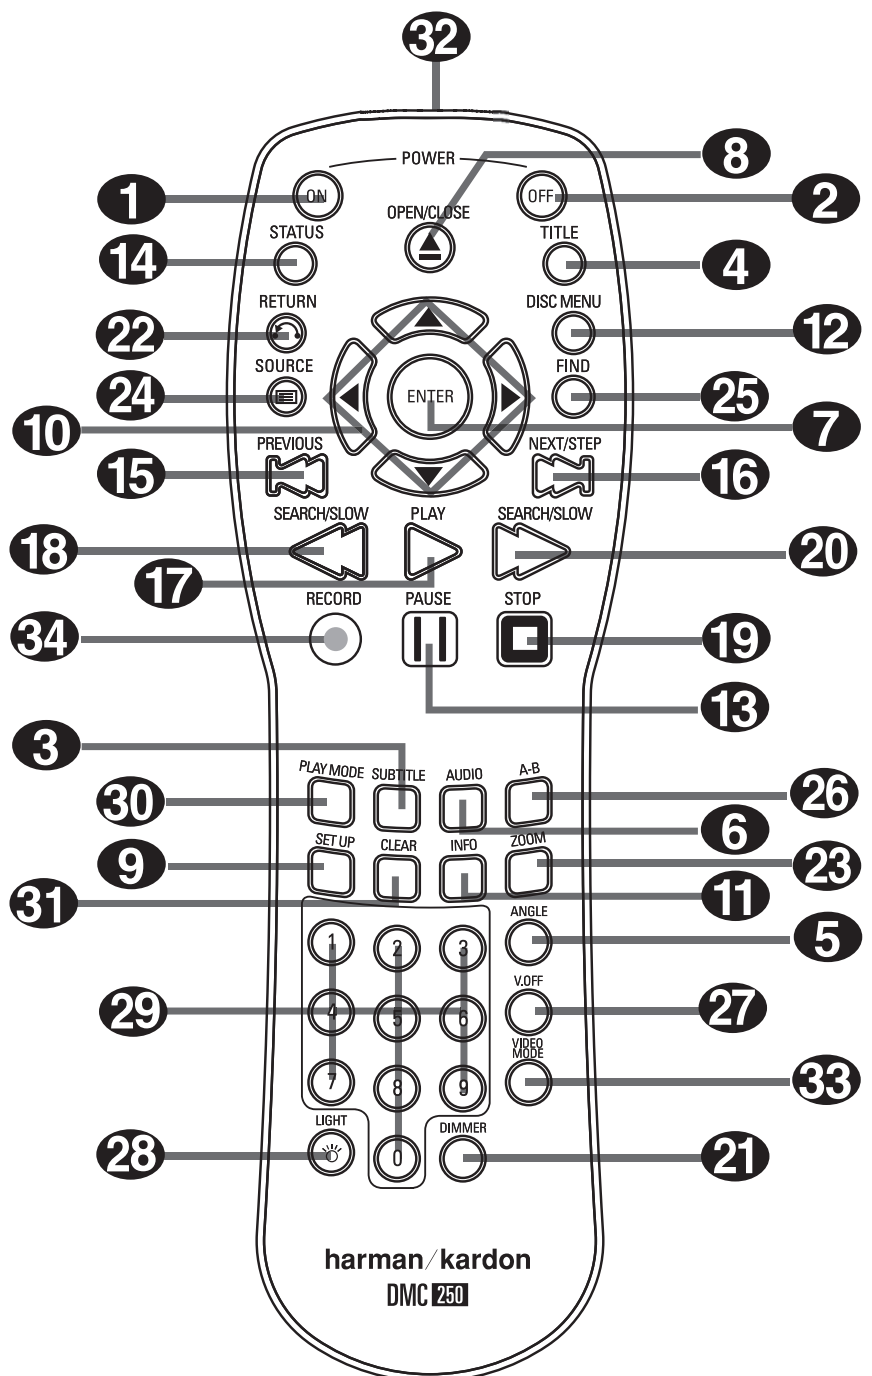 32
POWER
8
1
ON
OFF
2
OPEN/CLOSE
STATUS
TITLE
14
4
RETURN
DISC MENU
22
12
SOURCE
FIND
24
ENTER
25
10
7
PREVIOUS
NEXT/STEP
15
16
SEARCH/SLOW
PLAY
SEARCH/SLOW
18
20
17
RECORD
PAUSE
STOP
34
19
13
3
PLAY MODE
SUBTITLE
AUDIO
A-B
30
26
6
SET UP
CLEAR
INFO
ZOOM
9
23
31
11
ANGLE
1
2
3
5
V.OFF
29
4
5
6
27
VIDEO
MODE
7
8
9
33
LIGHT
DIMMER
28
0
21
harman/kardon
DMC 250